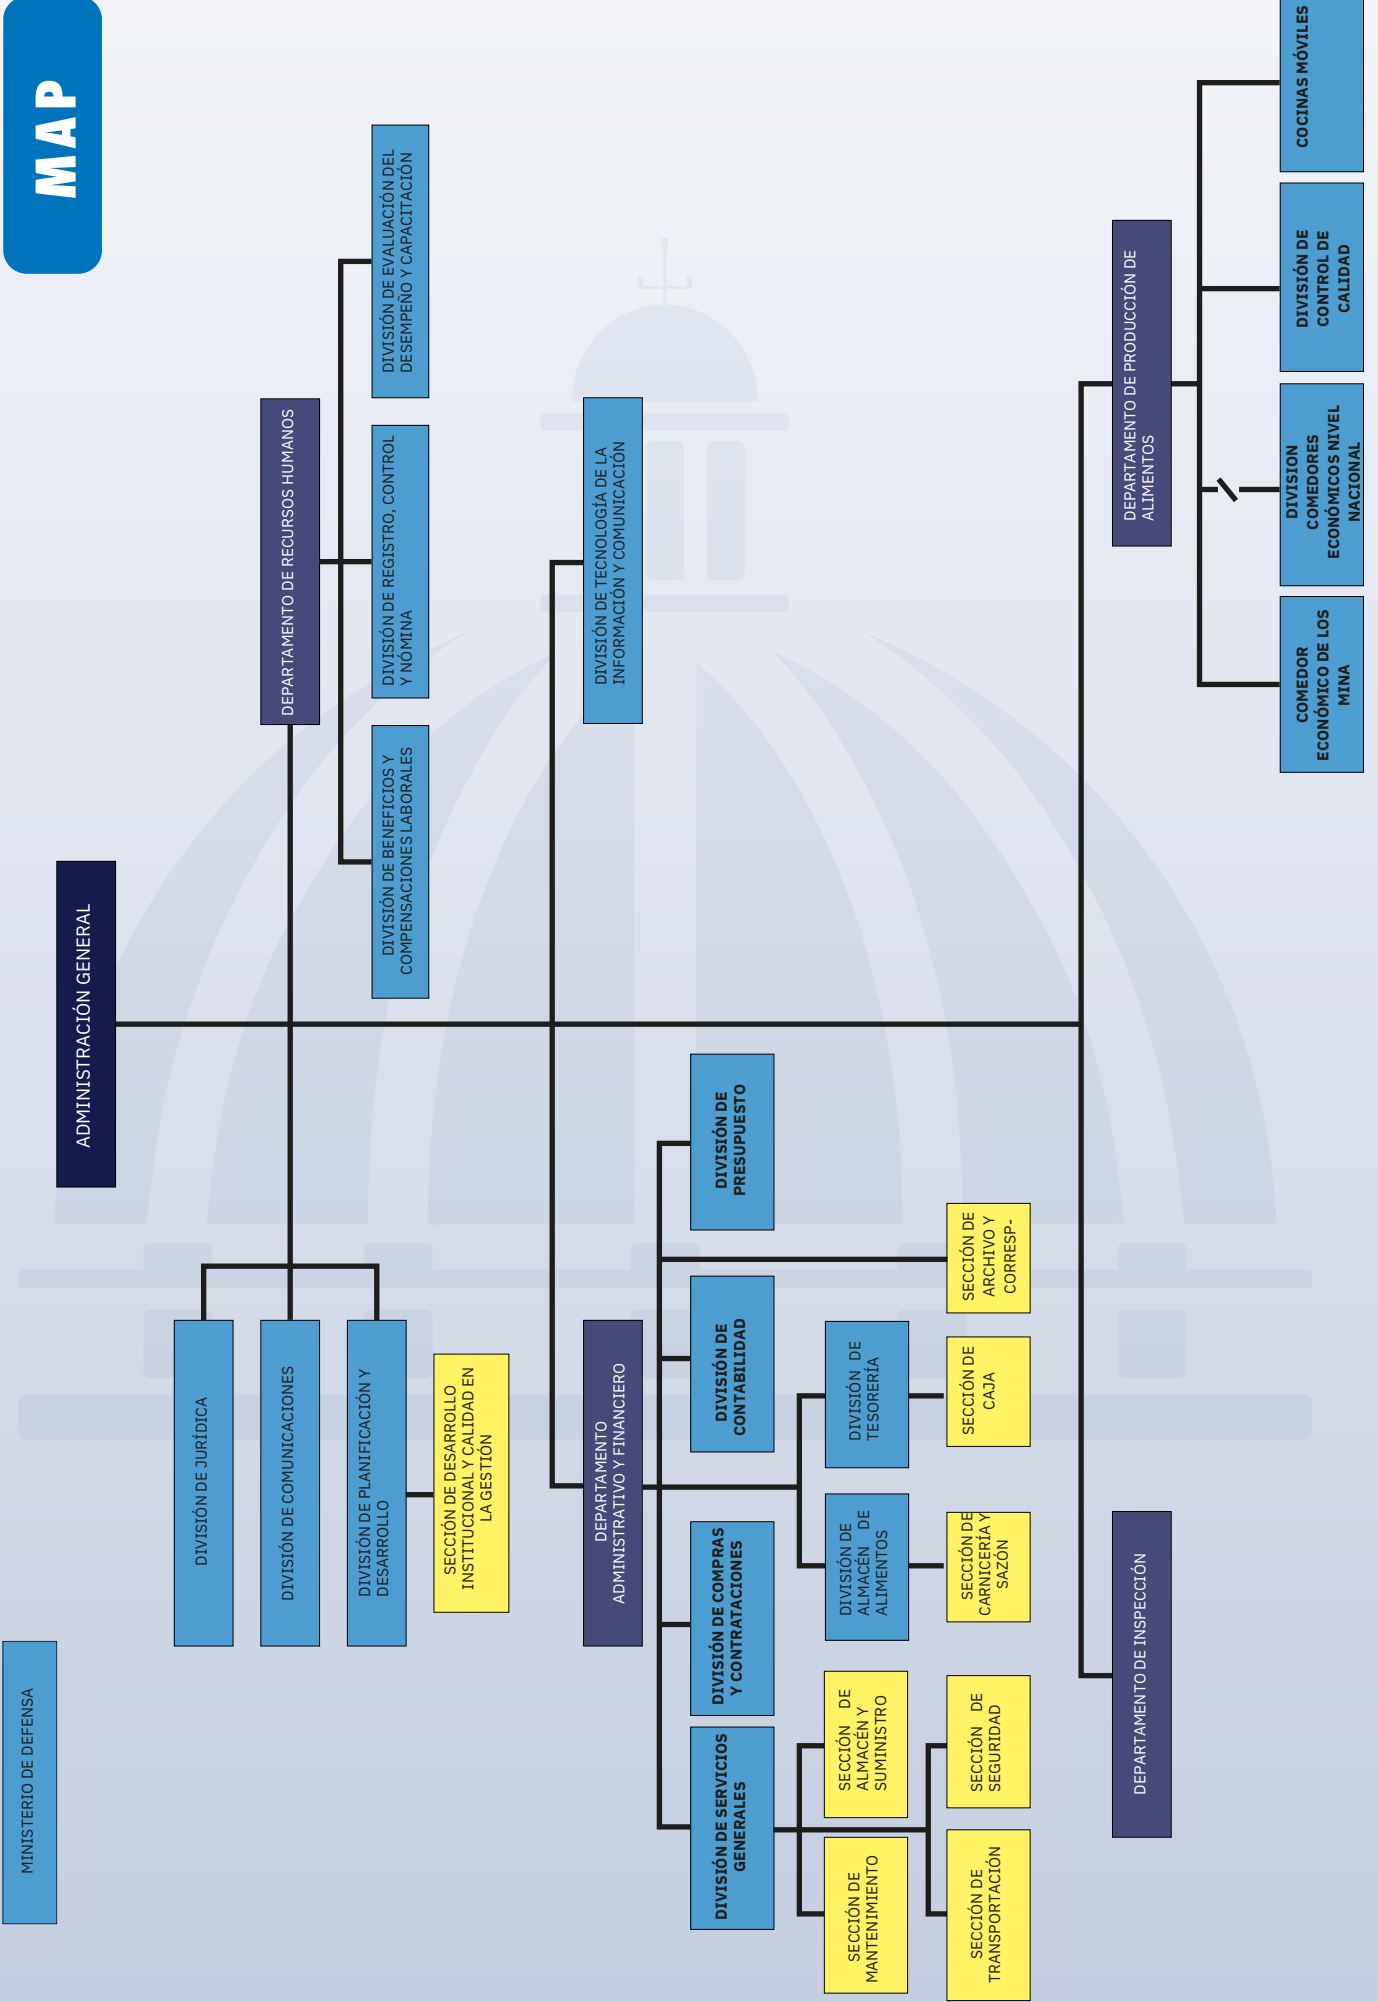 MAP
MINISTERIO DE DEFENSA
ADMINISTRACIÓN GENERAL
DIVISIÓN DE JURÍDICA
DIVISIÓN DE COMUNICACIONES
DIVISIÓN DE PLANIFICACIÓN Y
DESARROLLO
SECCIÓN DE DESARROLLO
INSTITUCIONAL Y CALIDAD EN
LA GESTIÓN
DEPARTAMENTO DE RECURSOS HUMANOS
DIVISIÓN DE BENEFICIOS Y
COMPENSACIONES LABORALES
DIVISIÓN DE REGISTRO, CONTROL
Y NÓMINA
DIVISIÓN DE EVALUACIÓN DEL
DESEMPEÑO Y CAPACITACIÓN
DEPARTAMENTO
ADMINISTRATIVO Y FINANCIERO
DIVISIÓN DE TECNOLOGÍA DE LA
INFORMACIÓN Y COMUNICACIÓN
DIVISIÓN DE SERVICIOS
GENERALES
DIVISIÓN DE COMPRAS
Y CONTRATACIONES
DIVISIÓN DE
CONTABILIDAD
DIVISIÓN DE
PRESUPUESTO
SECCIÓN DE
MANTENIMIENTO
SECCIÓN DE
ALMACÉN Y
SUMINISTRO
DIVISIÓN DE
ALMACÉN DE
ALIMENTOS
DIVISIÓN DE
TESORERÍA
SECCIÓN DE
TRANSPORTACIÓN
SECCIÓN DE
SEGURIDAD
SECCIÓN DE
CARNICERÍA Y
SAZÓN
SECCIÓN DE
CAJA
SECCIÓN DE
ARCHIVO Y
CORRESP-
DEPARTAMENTO DE INSPECCIÓN
DEPARTAMENTO DE PRODUCCIÓN DE
ALIMENTOS
COMEDOR
ECONÓMICO DE LOS
MINA
DIVISION
COMEDORES
ECONÓMICOS NIVEL
NACIONAL
DIVISIÓN DE
CONTROL DE
CALIDAD
COCINAS MÓVILES